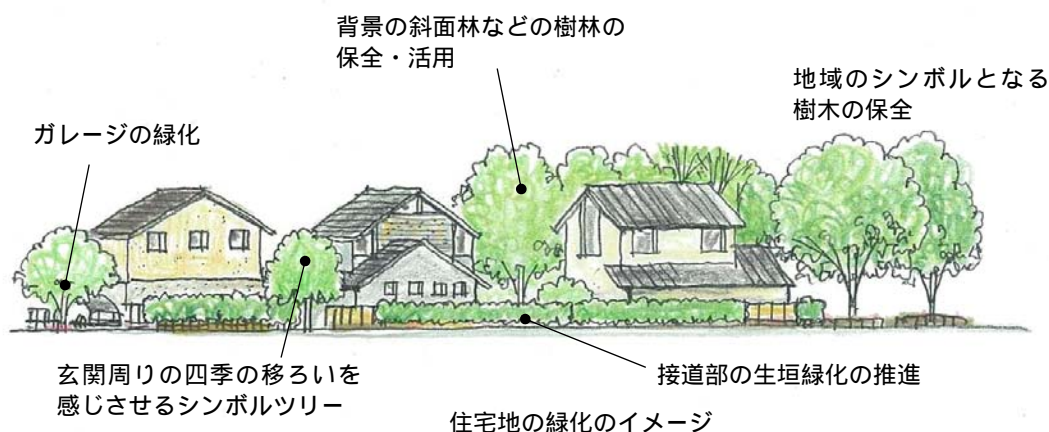 背景の斜面林などの樹林の
保全・活用
地域のシンボルとなる
樹木の保全
ガレージの緑化
玄関周りの四季の移ろいを
感じさせるシンボルツリー
接道部の生垣緑化の推進
住宅地の緑化のイメージ